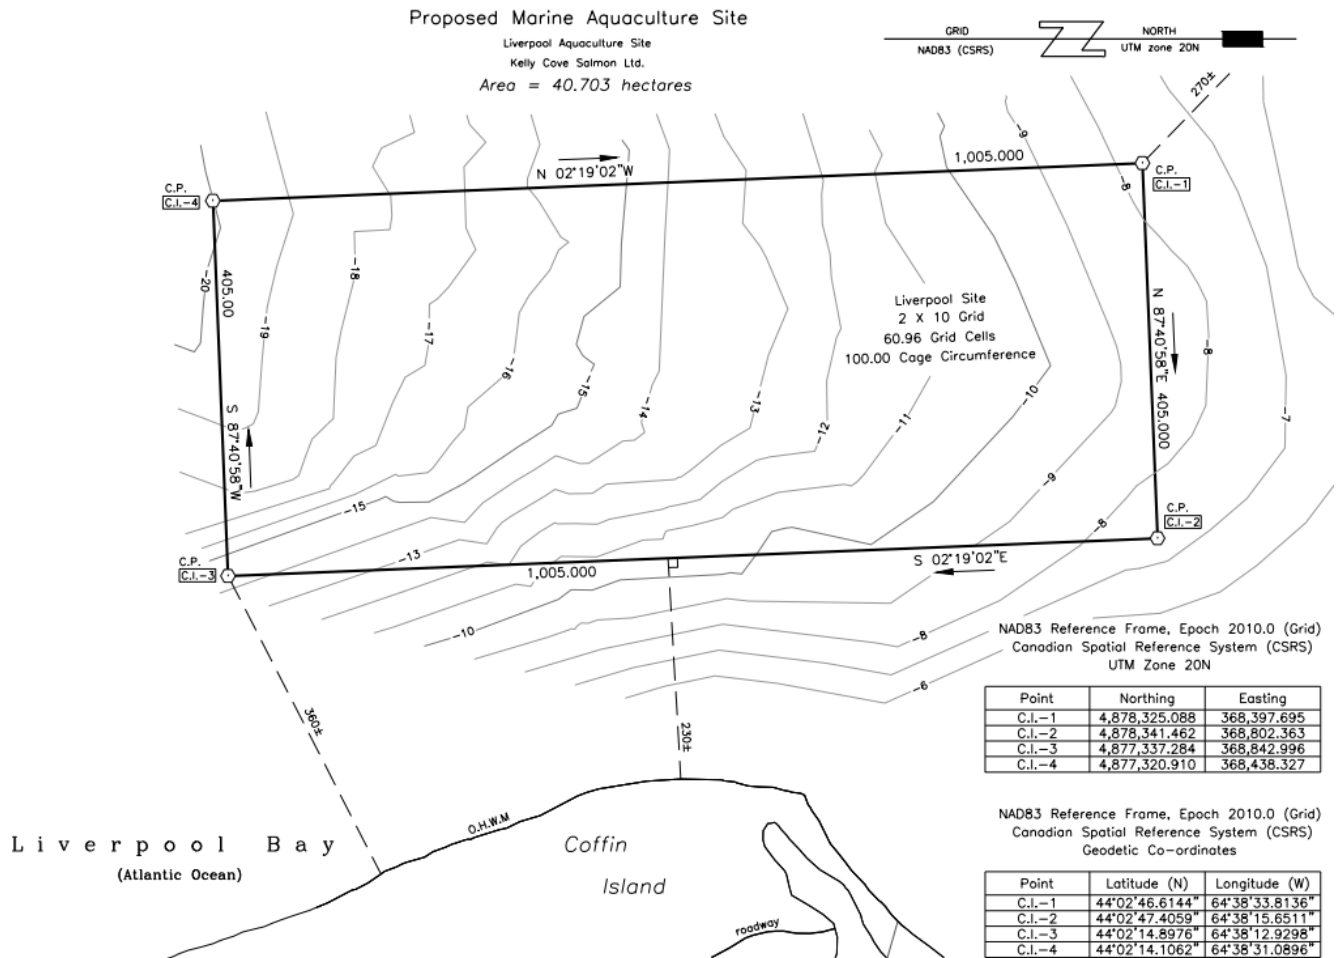 Proposed Marine Aquaculture Site
Liverpool Aquaculture Site
Kelly Cove Salmon Ltd.
Area = 40.703 hectares
GRID NORTH
NAD83 (CSRS) UTM zone 20N
270±
-9
1,005.000
N 02°19'02"W
C.P.
C.I.-4
C.P.
C.I.-1
-8
-20
405.00
-19
-18
-17
-16
-15
-14
-13
-12
-11
-10
Liverpool Site
2 X 10 Grid
60.96 Grid Cells
100.00 Cage Circumference
N 87°40'58"E 405.000
-8
-7
S 87°40'58"W
-15
-13
-9
-8
C.P.
C.I.-2
C.P.
C.I.-3
1,005.000
S 02°19'02"E
-10
-8
-6
360±
230±
NAD83 Reference Frame, Epoch 2010.0 (Grid)
Canadian Spatial Reference System (CSRS)
UTM Zone 20N
Point Northing Easting
C.I.-1 4,878,325.088 368,397.695
C.I.-2 4,878,341.462 368,802.363
C.I.-3 4,877,337.284 368,842.996
C.I.-4 4,877,320.910 368,438.327
O.H.W.M
Liverpool Bay
(Atlantic Ocean)
Coffin
Island
roadway
NAD83 Reference Frame, Epoch 2010.0 (Grid)
Canadian Spatial Reference System (CSRS)
Geodetic Co-ordinates
Point Latitude (N) Longitude (W)
C.I.-1 44°02'46.6144" 64°38'33.8136"
C.I.-2 44°02'47.4059" 64°38'15.6511"
C.I.-3 44°02'14.8976" 64°38'12.9298"
C.I.-4 44°02'14.1062" 64°38'31.0896"